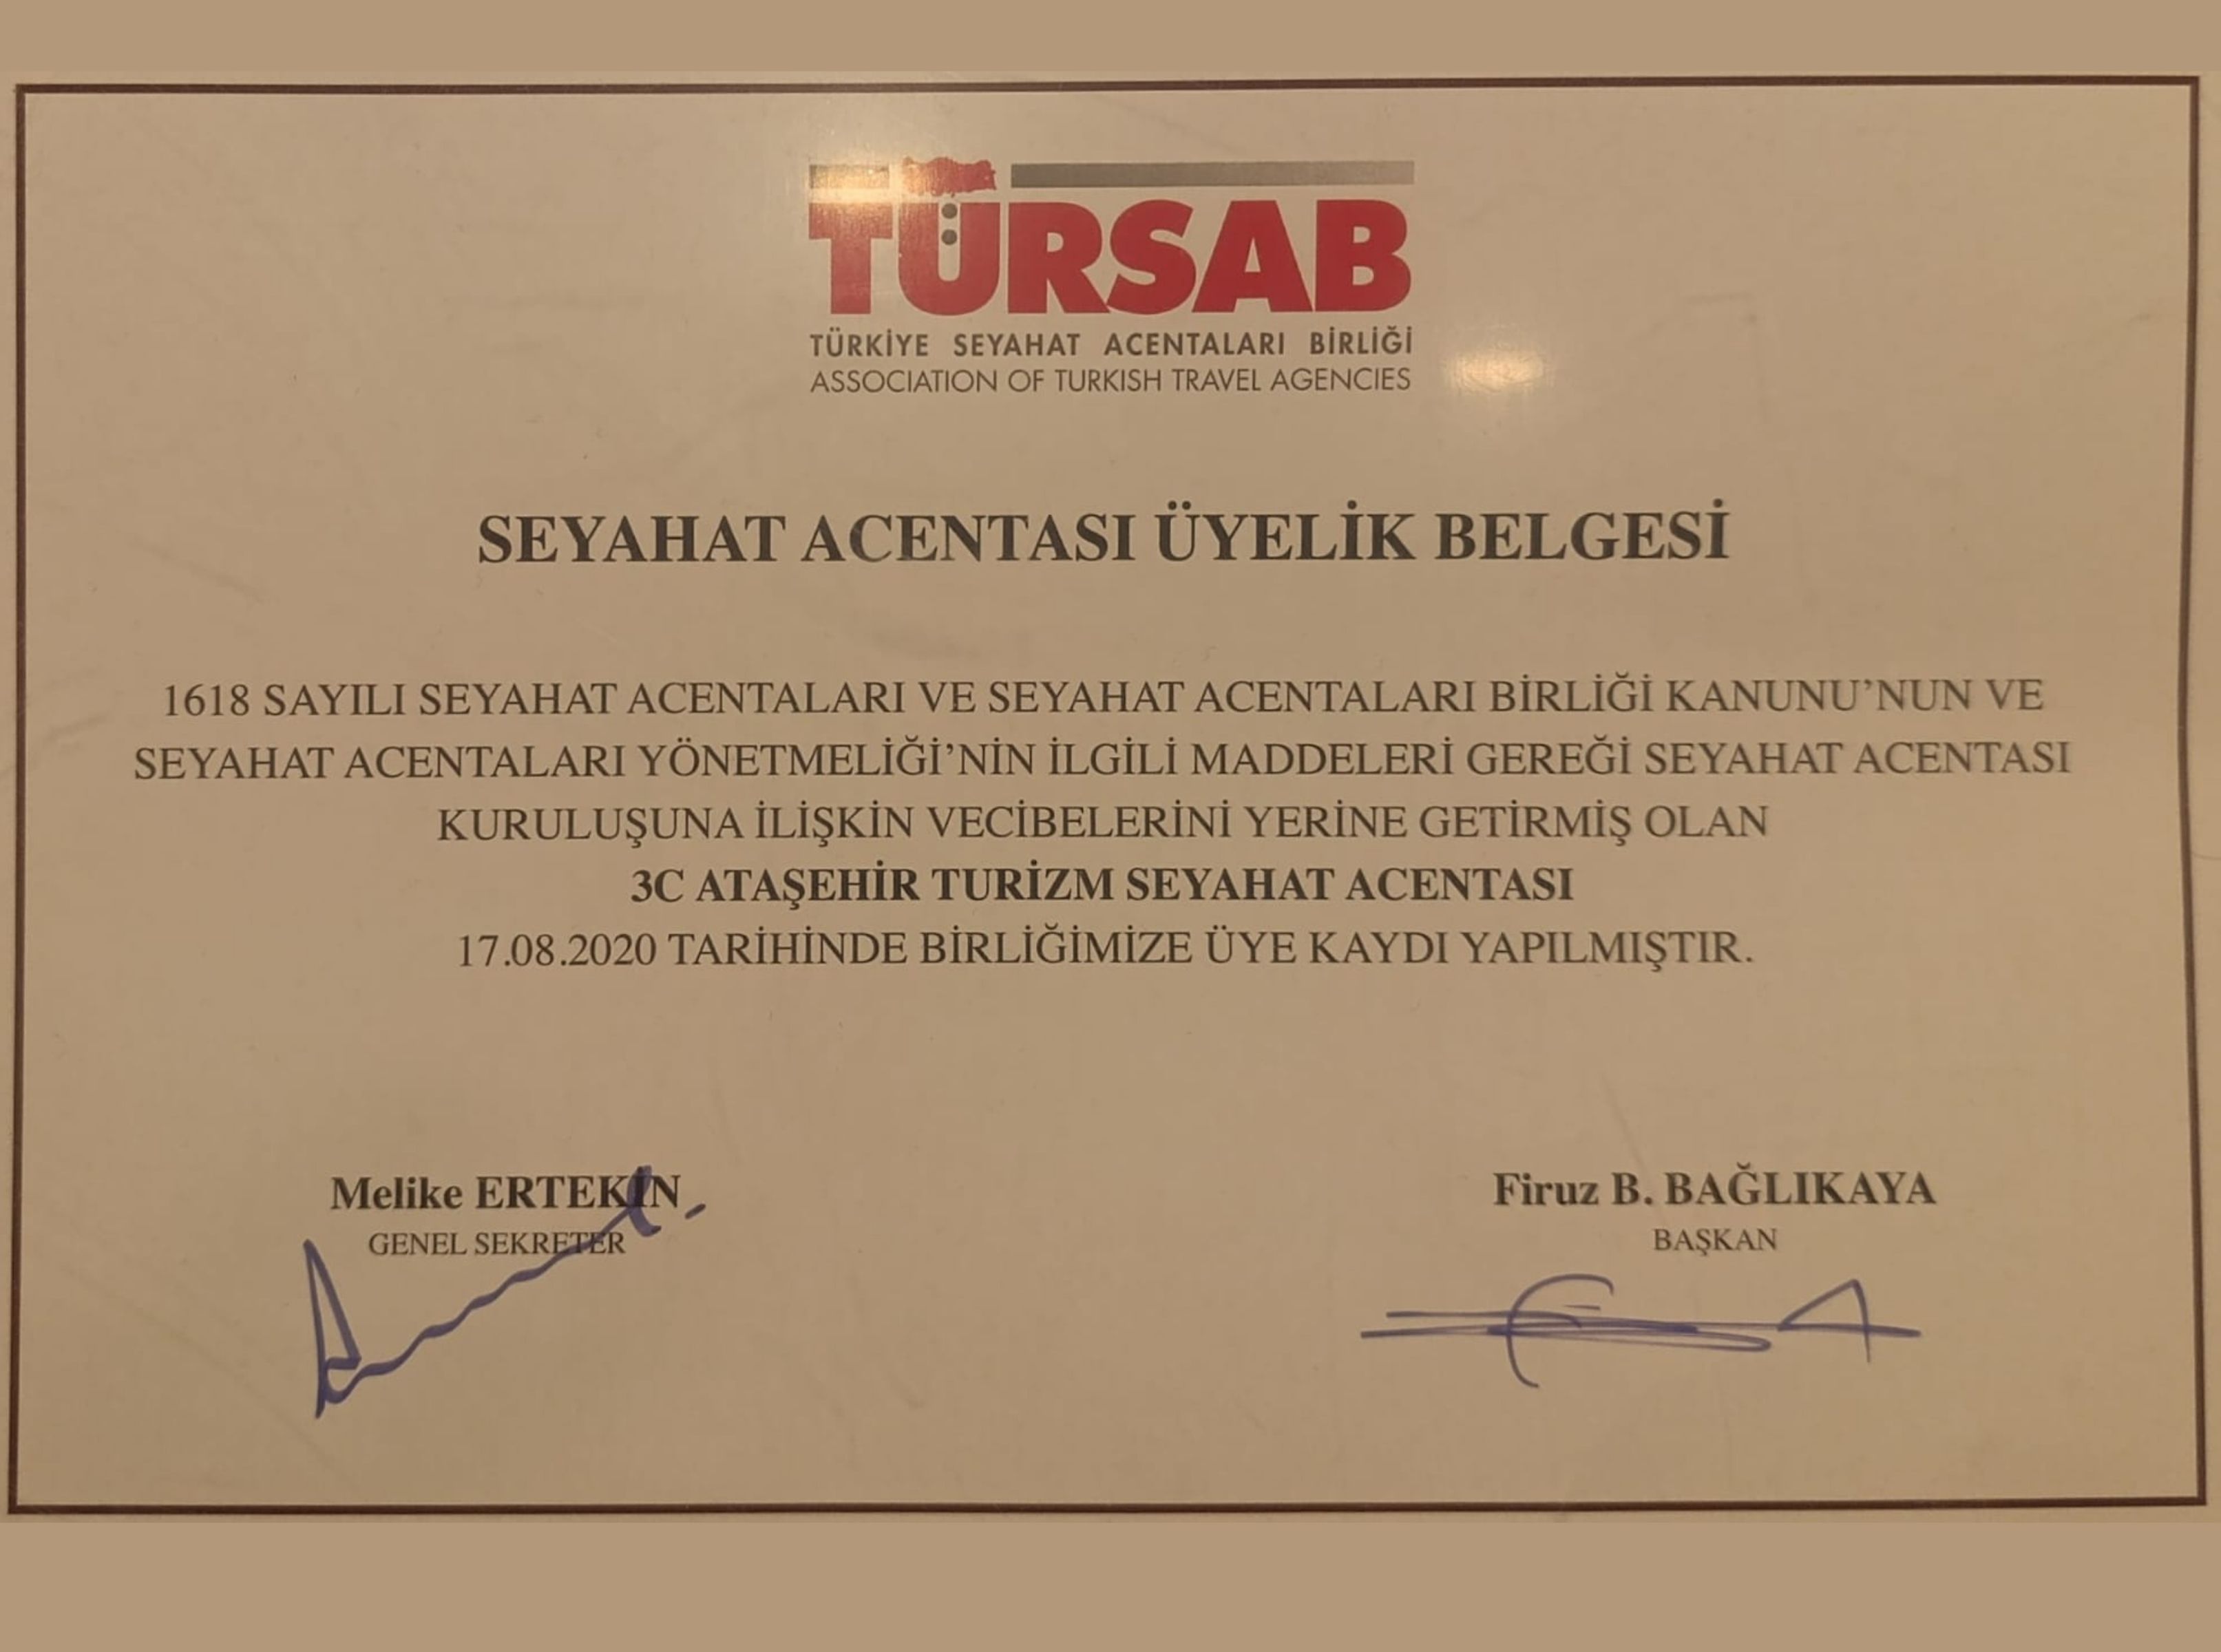 TÜRSAB
TÜRKİYE SEYAHAT ACENTALARI BİRLİĞİ
ASSOCIATION OF TURKISH TRAVEL AGENCIES
SEYAHAT ACENTASI ÜYELİK BELGESİ
1618 SAYILI SEYAHAT ACENTALARI VE SEYAHAT ACENTALARI BİRLİĞİ KANUNU’NUN VE
SEYAHAT ACENTALARI YÖNETMELİĞİ’NİN İLGİLİ MADDELERİ GEREĞİ SEYAHAT ACENTASI
KURULUŞUNA İLİŞKİN VECİBELERİNİ YERİNE GETİRMİŞ OLAN
3C ATAŞEHİR TURİZM SEYAHAT ACENTASI
17.08.2020 TARİHİNDE BİRLİĞİMİZE ÜYE KAYDI YAPILMIŞTIR.
Melike ERTEKİN
GENEL SEKRETER
Firuz B. BAĞLIKAYA
BAŞKAN